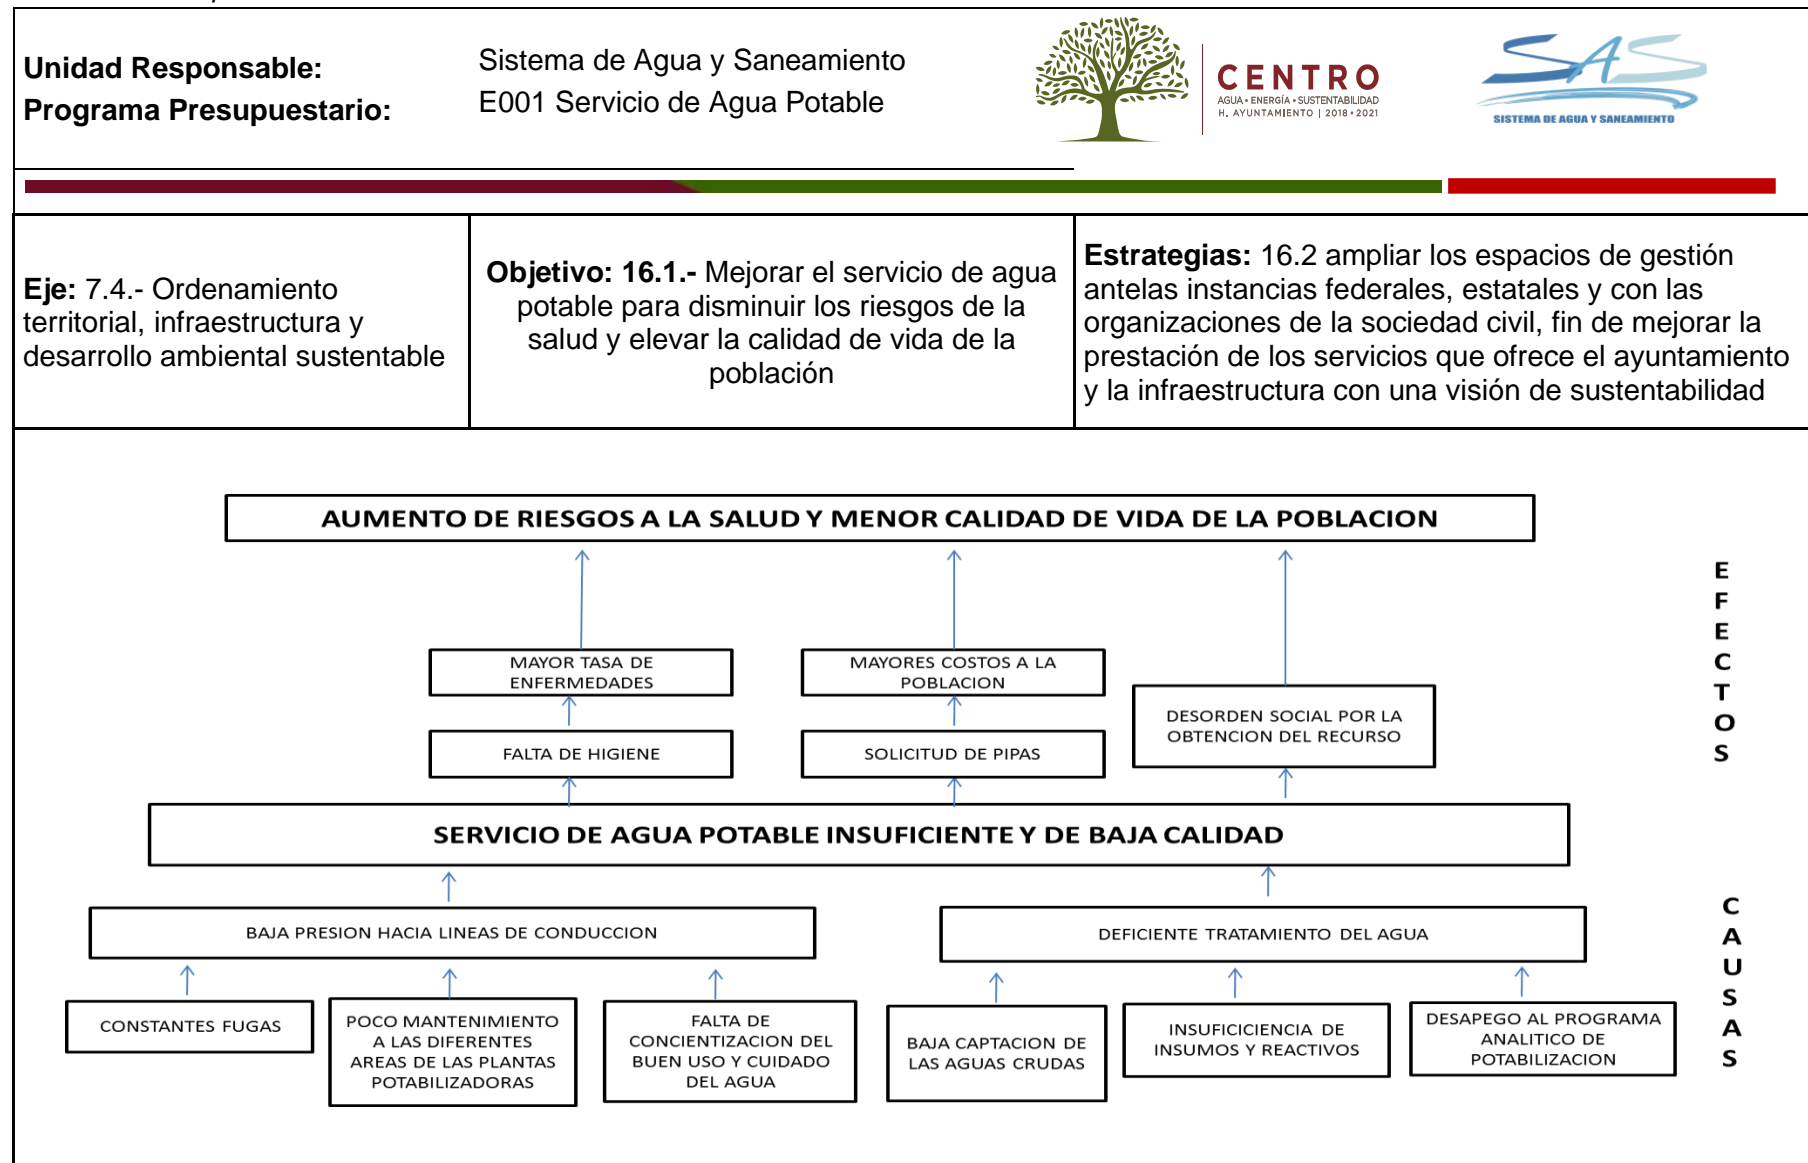 Unidad Responsable:
Sistema de Agua y Saneamiento
Programa Presupuestario:
E001 Servicio de Agua Potable
CENTRO
AGUA • ENERGÍA • SUSTENTABILIDAD
H. AYUNTAMIENTO | 2018 • 2021
SAS
SISTEMA DE AGUA Y SANEAMIENTO
Eje: 7.4.- Ordenamiento
territorial, infraestructura y
desarrollo ambiental sustentable
Objetivo: 16.1.- Mejorar el servicio de agua
potable para disminuir los riesgos de la
salud y elevar la calidad de vida de la
población
Estrategias: 16.2 ampliar los espacios de gestión
antelas instancias federales, estatales y con las
organizaciones de la sociedad civil, fin de mejorar la
prestación de los servicios que ofrece el ayuntamiento
y la infraestructura con una visión de sustentabilidad
AUMENTO DE RIESGOS A LA SALUD Y MENOR CALIDAD DE VIDA DE LA POBLACION
EFECTOS
MAYOR TASA DE
ENFERMEDADES
MAYORES COSTOS A LA
POBLACION
DESORDEN SOCIAL POR LA
OBTENCION DEL RECURSO
FALTA DE HIGIENE
SOLICITUD DE PIPAS
SERVICIO DE AGUA POTABLE INSUFICIENTE Y DE BAJA CALIDAD
CAUSAS
BAJA PRESION HACIA LINEAS DE CONDUCCION
DEFICIENTE TRATAMIENTO DEL AGUA
CONSTANTES FUGAS
POCO MANTENIMIENTO
A LAS DIFERENTES
AREAS DE LAS PLANTAS
POTABILIZADORAS
FALTA DE
CONCIENTIZACION DEL
BUEN USO Y CUIDADO
DEL AGUA
BAJA CAPTACION DE
LAS AGUAS CRUDAS
INSUFICICIENCIA DE
INSUMOS Y REACTIVOS
DESAPEGO AL PROGRAMA
ANALITICO DE
POTABILIZACION